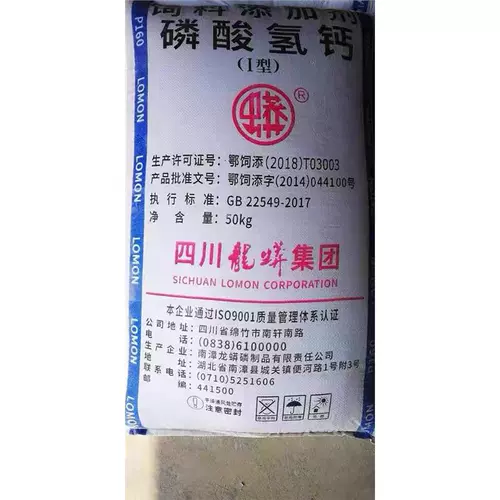 饲料添加剂
磷酸氢钙
(I型)
®
生产许可证号：鄂饲添(2018)T03003
产品批准文号：鄂饲添字(2014)044100号
执行标准：GB 22549-2017
净含量：50kg
四川龙蟒集团
SICHUAN LOMON CORPORATION
本企业通过ISO9001质量管理体系认证
公司地址：四川省绵竹市南轩南路
电话：(0838)6100000
生产企业：南漳龙蟒磷制品有限责任公司
地址：湖北省南漳县城关镇便河路1号附3号
联系电话：(0710)5251606
邮编：441500
注意密封
P160
LOMON
LOMON
LOMON
LOMON
LOMON